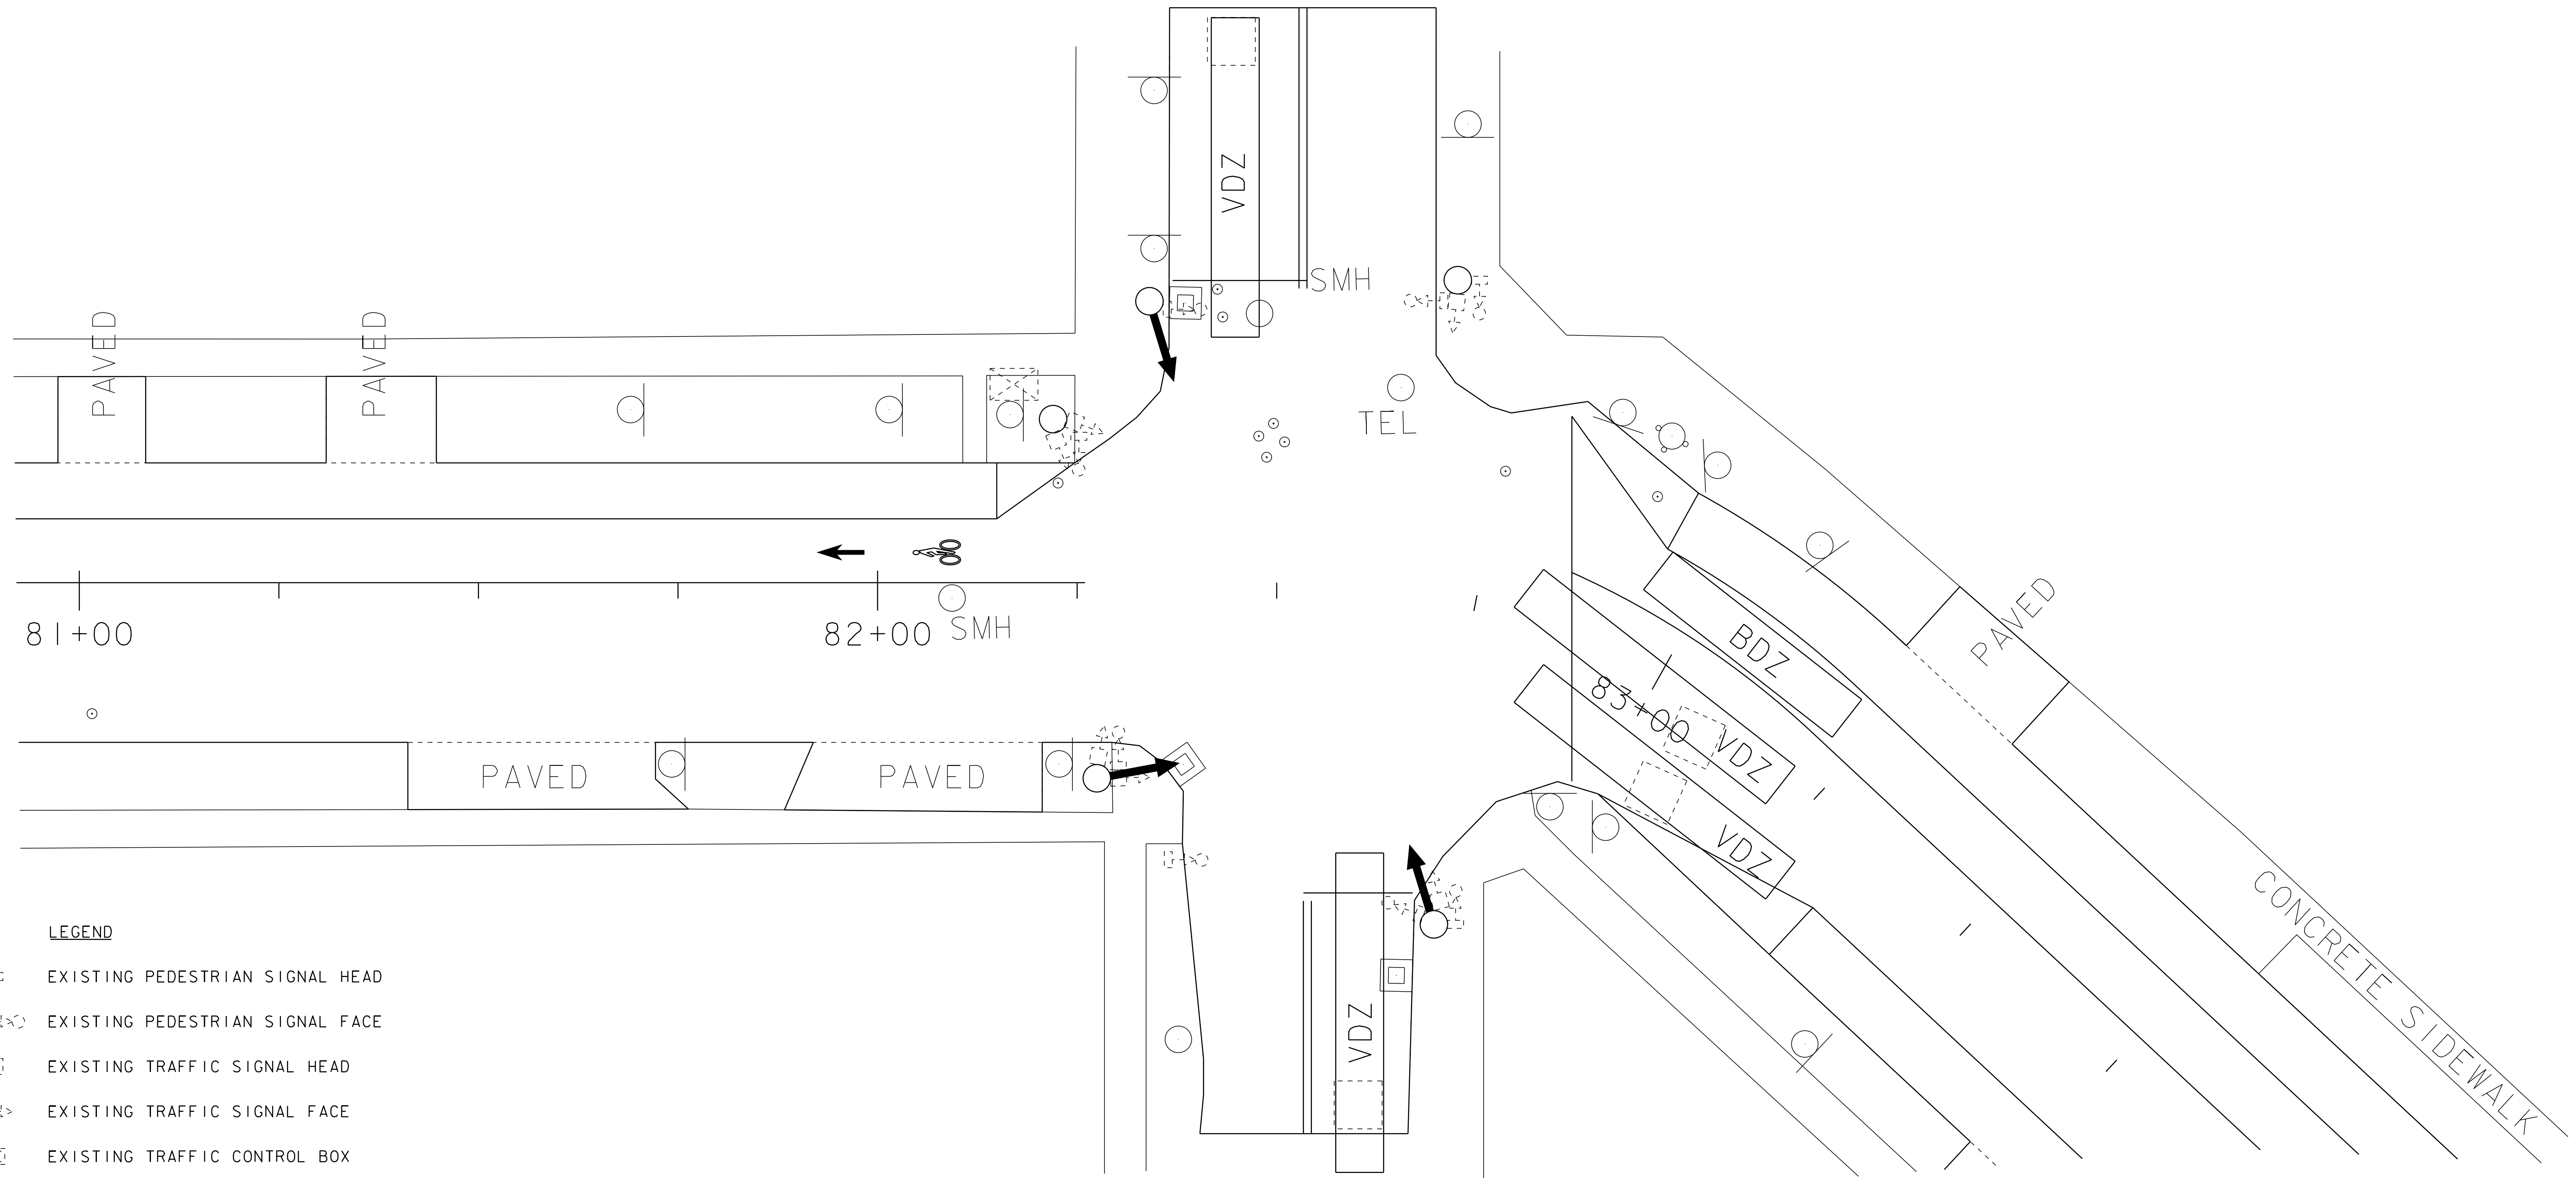 VDZ
SMH
PAVED
PAVED
TEL
PAVED
81+00
82+00
SMH
BDZ
83+00
VDZ
PAVED
PAVED
VDZ
CONCRETE SIDEWALK
LEGEND
EXISTING PEDESTRIAN SIGNAL HEAD
EXISTING PEDESTRIAN SIGNAL FACE
VDZ
EXISTING TRAFFIC SIGNAL HEAD
EXISTING TRAFFIC SIGNAL FACE
EXISTING TRAFFIC CONTROL BOX